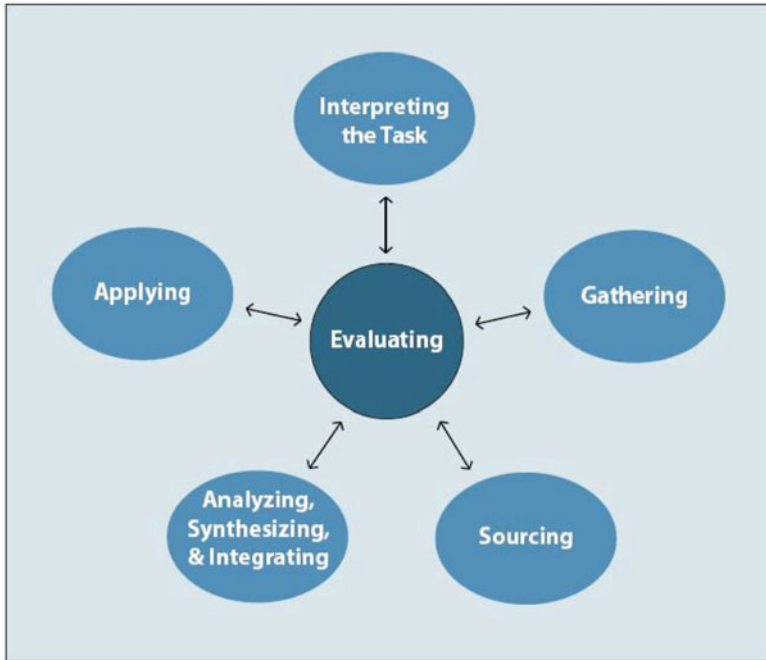 Interpreting
the Task
Applying
Gathering
Evaluating
Analyzing,
Synthesizing,
& Integrating
Sourcing